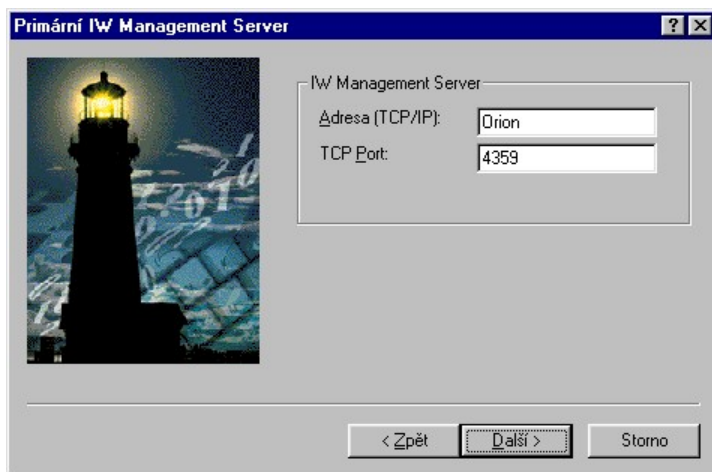 Primární IW Management Server
IW Management Server
Adresa (TCP/IP): Orion
TCP Port: 4359
< Zpět Další > Storno